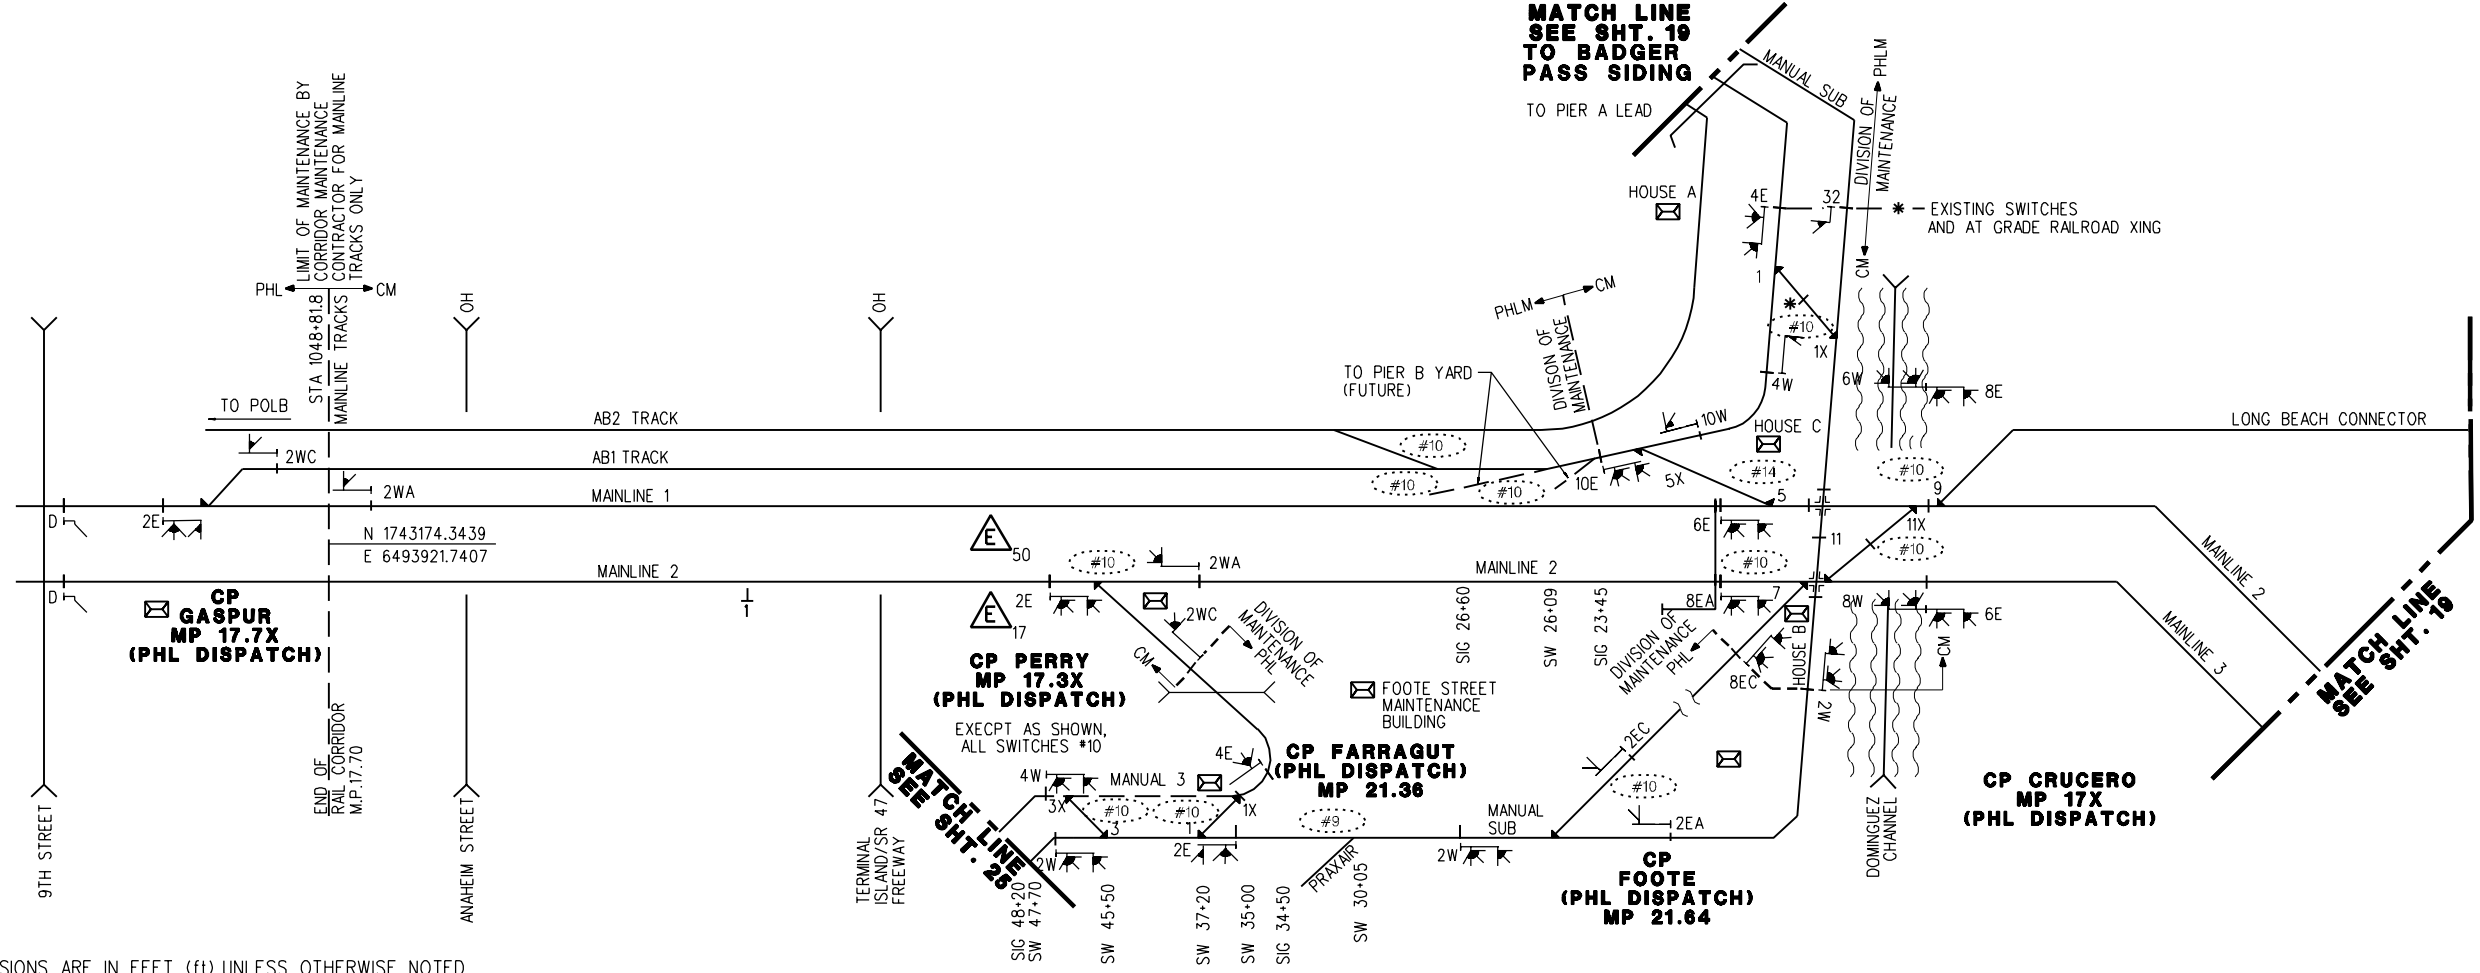 MATCH LINE
SEE SHT. 19
TO BADGER
PASS SIDING
TO PIER A LEAD
MANUAL SUB
DIVISION OF
MAINTENANCE
PHLM
CM
LIMIT OF MAINTENANCE BY
CORRIDOR MAINTENANCE
CONTRACTOR FOR MAINLINE
TRACKS ONLY
PHL
CM
STA 1048+81.8
MAINLINE TRACKS
OH
OH
HOUSE A
4E
32
* EXISTING SWITCHES
AND AT GRADE RAILROAD XING
1
*
#10
1X
4W
PHLM
CM
DIVISON OF
MAINTENANCE
TO PIER B YARD
(FUTURE)
6W
8E
TO POLB
AB2 TRACK
10W
HOUSE C
LONG BEACH CONNECTOR
2WC
AB1 TRACK
#10
#10
#10
10E
5X
#14
#10
2WA
MAINLINE 1
5
9
D
2E
N 1743174.3439
E 6493921.7407
E
50
6E
11
11X
#10
MAINLINE 2
MAINLINE 2
#10
2WA
MAINLINE 2
#10
7
D
1
2E
E
17
2WC
8EA
8W
6E
CP
GASPUR
MP 17.7X
(PHL DISPATCH)
CP PERRY
MP 17.3X
(PHL DISPATCH)
DIVISION OF
MAINTENANCE
PHL
CM
SIG 26+60
SW 26+09
SIG 23+45
DIVISION OF
MAINTENANCE
PHL
8EC
HOUSE B
CM
2W
MAINLINE 3
MATCH LINE
SEE SHT. 19
FOOTE STREET
MAINTENANCE
BUILDING
EXECPT AS SHOWN,
ALL SWITCHES #10
MATCH LINE
SEE SHT. 25
CP FARRAGUT
(PHL DISPATCH)
MP 21.36
2EC
#10
4E
4W
MANUAL 3
3X
#10
#10
1X
#9
MANUAL
SUB
2EA
3
1
2W
2E
2W
PRAXAIR
CP
FOOTE
(PHL DISPATCH)
MP 21.64
CP CRUCERO
MP 17X
(PHL DISPATCH)
DOMINGUEZ
CHANNEL
9TH STREET
END OF
RAIL CORRIDOR
M.P.17.70
ANAHEIM STREET
TERMINAL
ISLAND/SR 47
FREEWAY
SIG 48+20
SW 47+70
SW 45+50
SW 37+20
SW 35+00
SIG 34+50
SW 30+05
SIONS ARE IN FEET (ft) UNLESS OTHERWISE NOTED